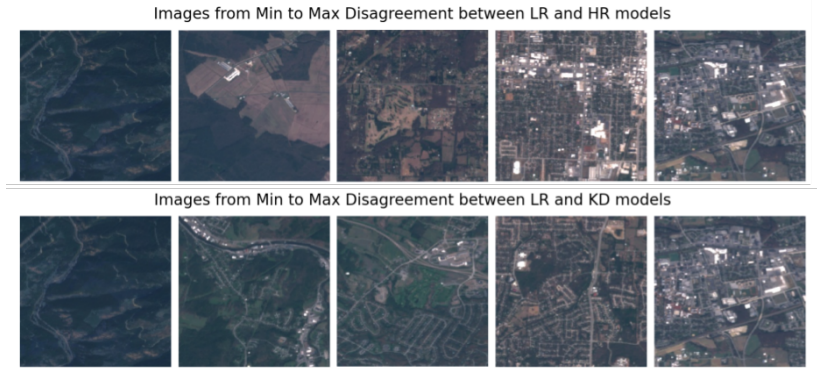 Images from Min to Max Disagreement between LR and HR models
Images from Min to Max Disagreement between LR and KD models